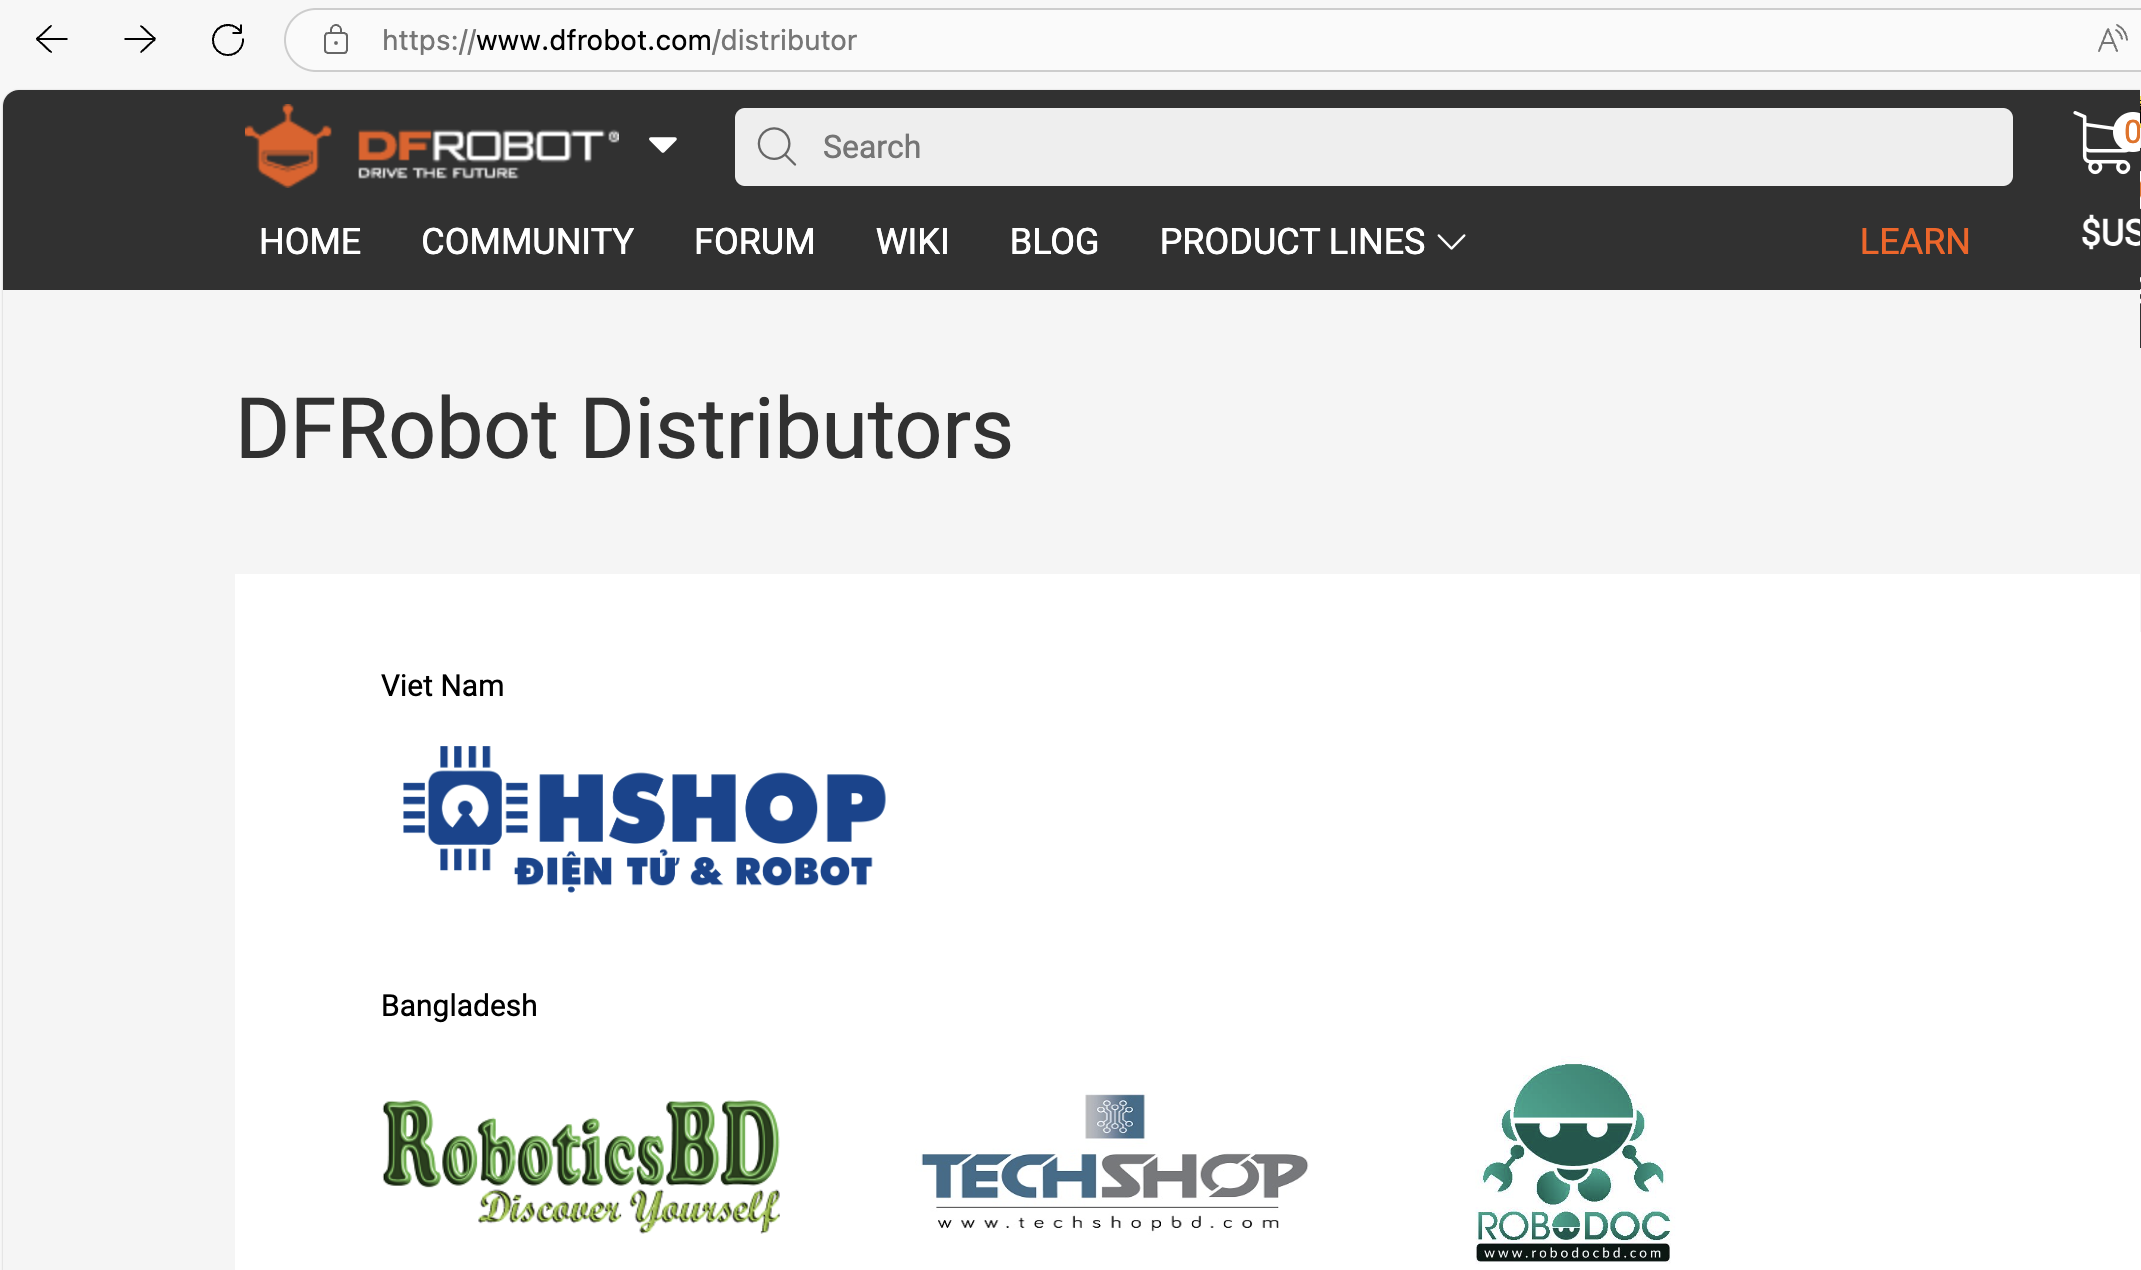 https://www.dfrobot.com/distributor
DFROBOT®
DRIVE THE FUTURE
Search
0
HOME COMMUNITY FORUM WIKI BLOG PRODUCT LINES LEARN $US
DFRobot Distributors
Viet Nam
HSHOP
ĐIỆN TỬ & ROBOT
Bangladesh
RoboticsBD
Discover Yourself
TECHSHOP
www.techshopbd.com
ROBODOC
www.robodocbd.com